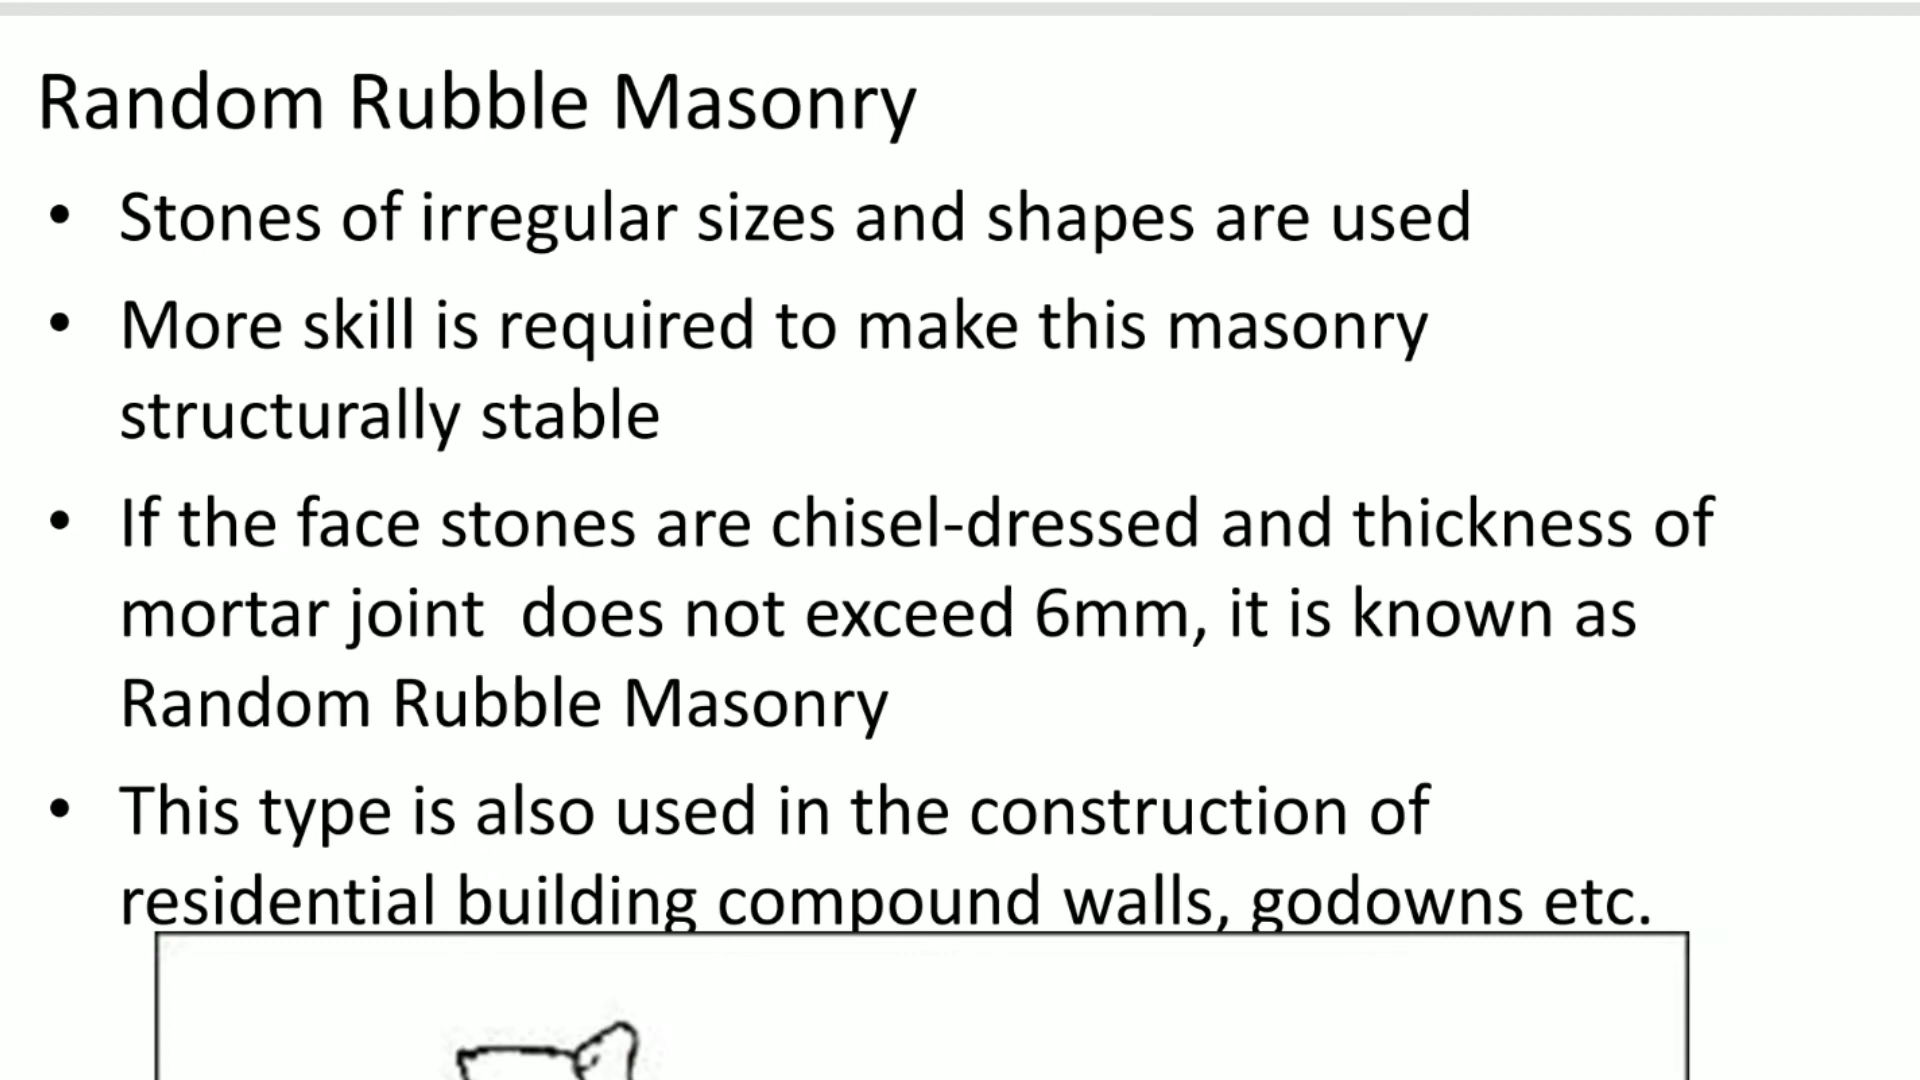 Random Rubble Masonry
• Stones of irregular sizes and shapes are used
• More skill is required to make this masonry
structurally stable
• If the face stones are chisel-dressed and thickness of
mortar joint  does not exceed 6mm, it is known as
Random Rubble Masonry
• This type is also used in the construction of
residential building compound walls, godowns etc.